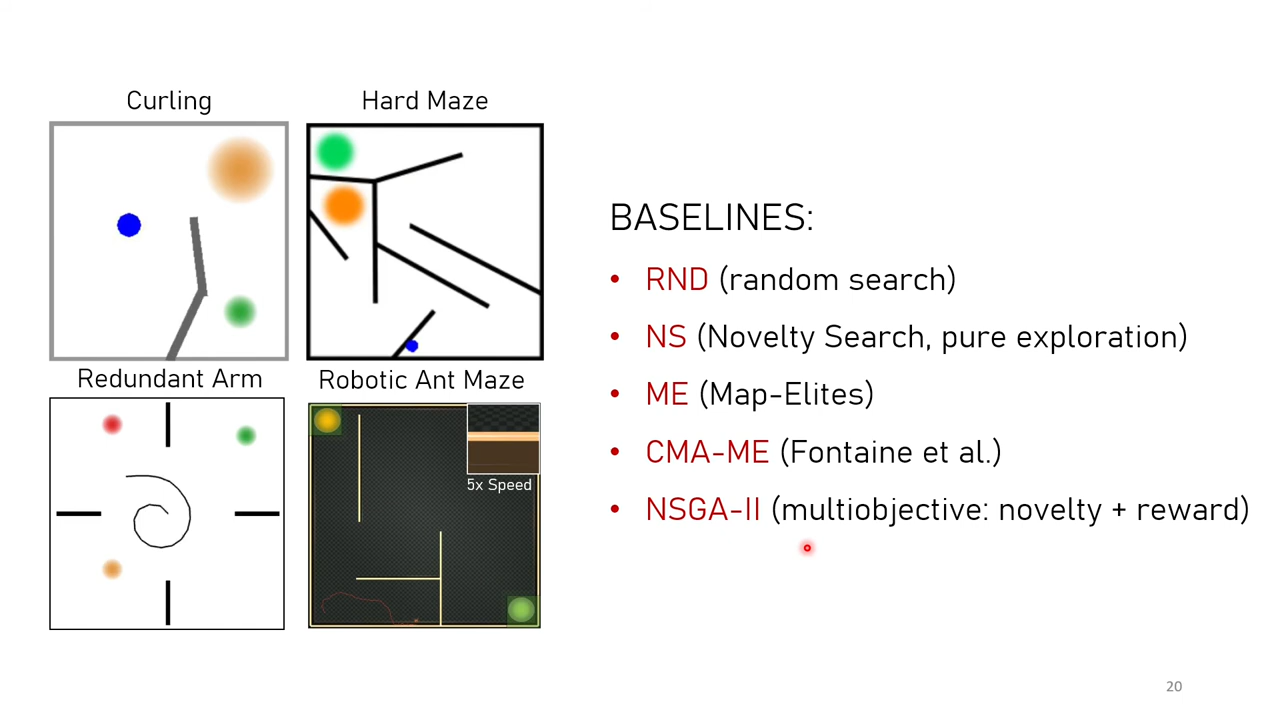 Curling
Hard Maze
Redundant Arm
Robotic Ant Maze
5x Speed
BASELINES:
• RND (random search)
• NS (Novelty Search, pure exploration)
• ME (Map-Elites)
• CMA-ME (Fontaine et al.)
• NSGA-II (multiobjective: novelty + reward)
20